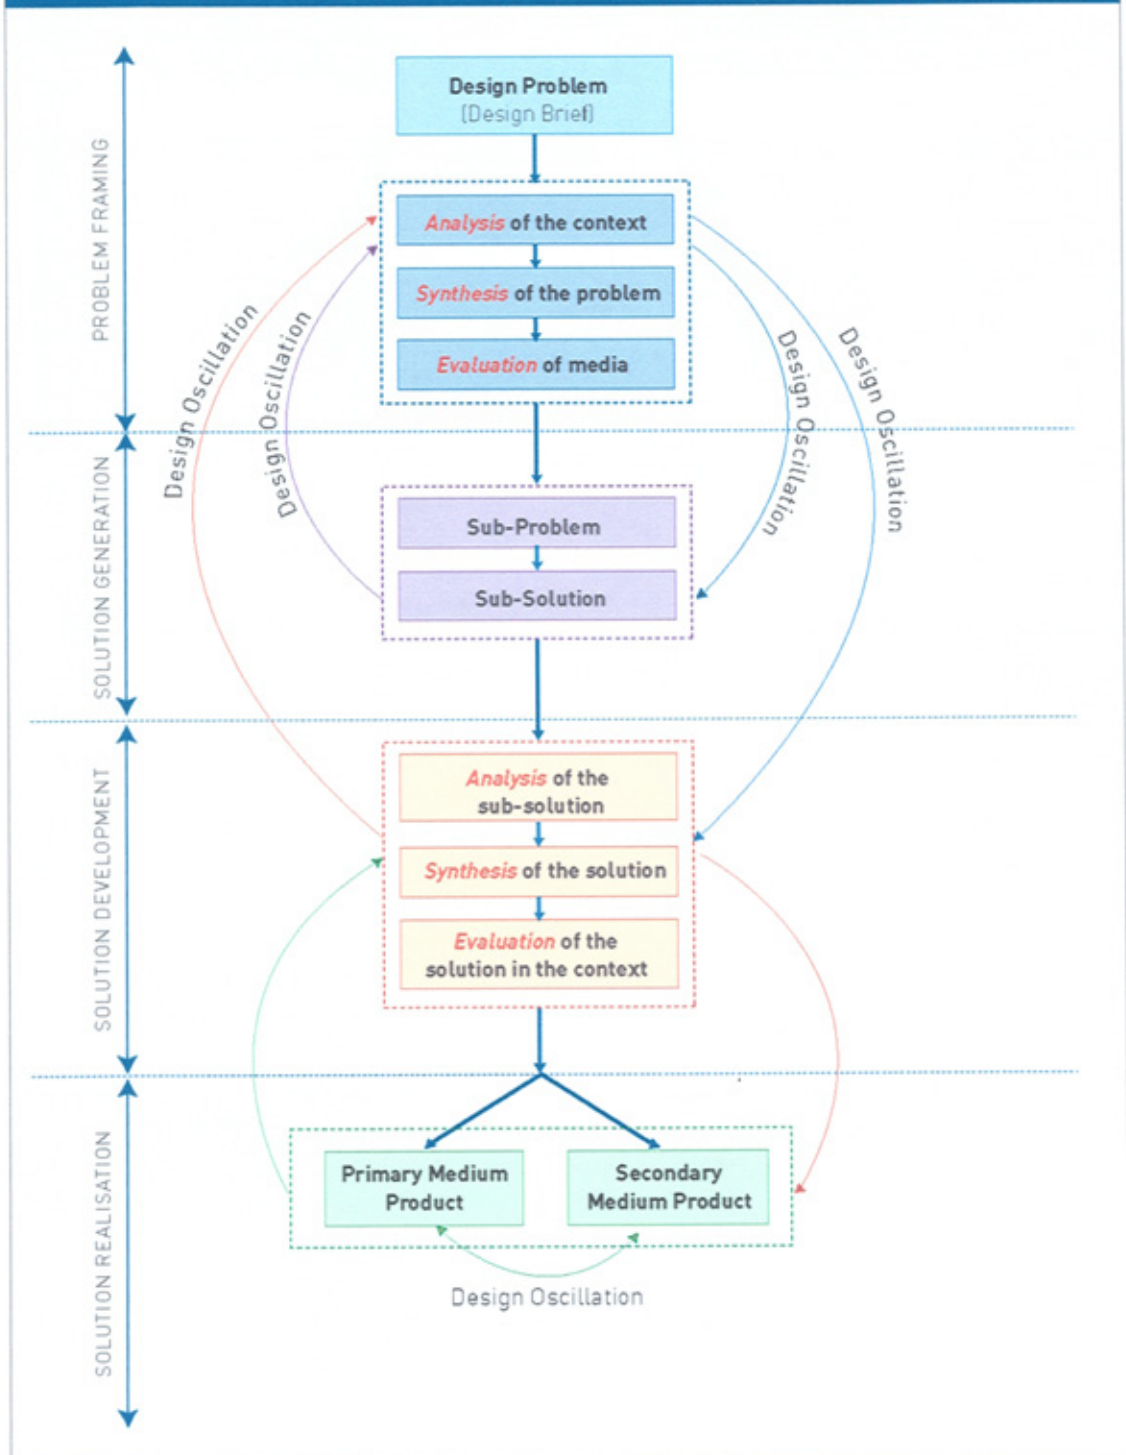 Design Problem
(Design Brief)
PROBLEM FRAMING
Analysis of the context
Synthesis of the problem
Evaluation of media
Design Oscillation
Design Oscillation
Design Oscillation
Design Oscillation
SOLUTION GENERATION
Sub-Problem
Sub-Solution
SOLUTION DEVELOPMENT
Analysis of the
sub-solution
Synthesis of the solution
Evaluation of the
solution in the context
SOLUTION REALISATION
Primary Medium
Product
Secondary
Medium Product
Design Oscillation